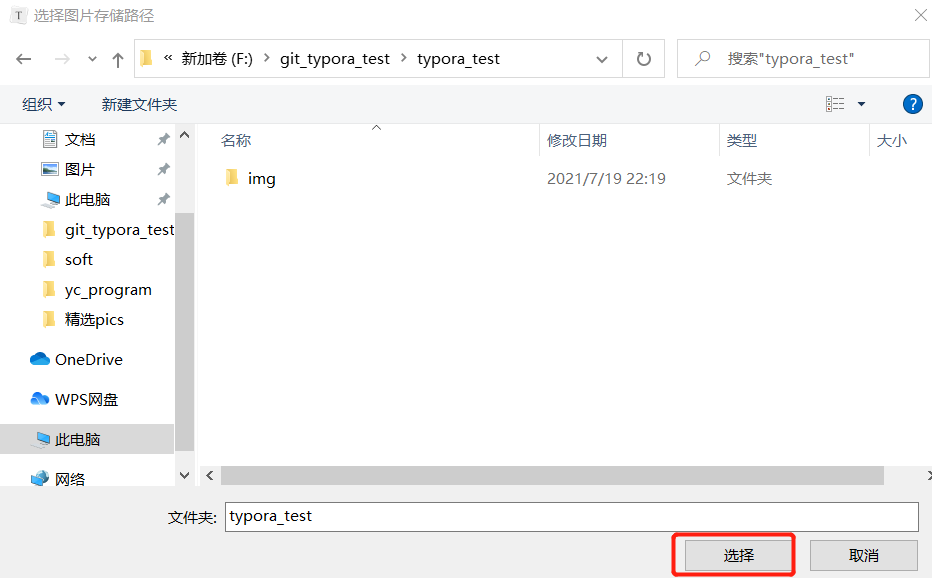 T 选择图片存储路径
« 新加卷 (F:) > git_typora_test > typora_test
搜索"typora_test"
组织 新建文件夹
?
名称 修改日期 类型 大小
文档
图片
此电脑
git_typora_test
soft
yc_program
精选pics
OneDrive
WPS网盘
此电脑
网络
img 2021/7/19 22:19 文件夹
文件夹: typora_test
选择 取消